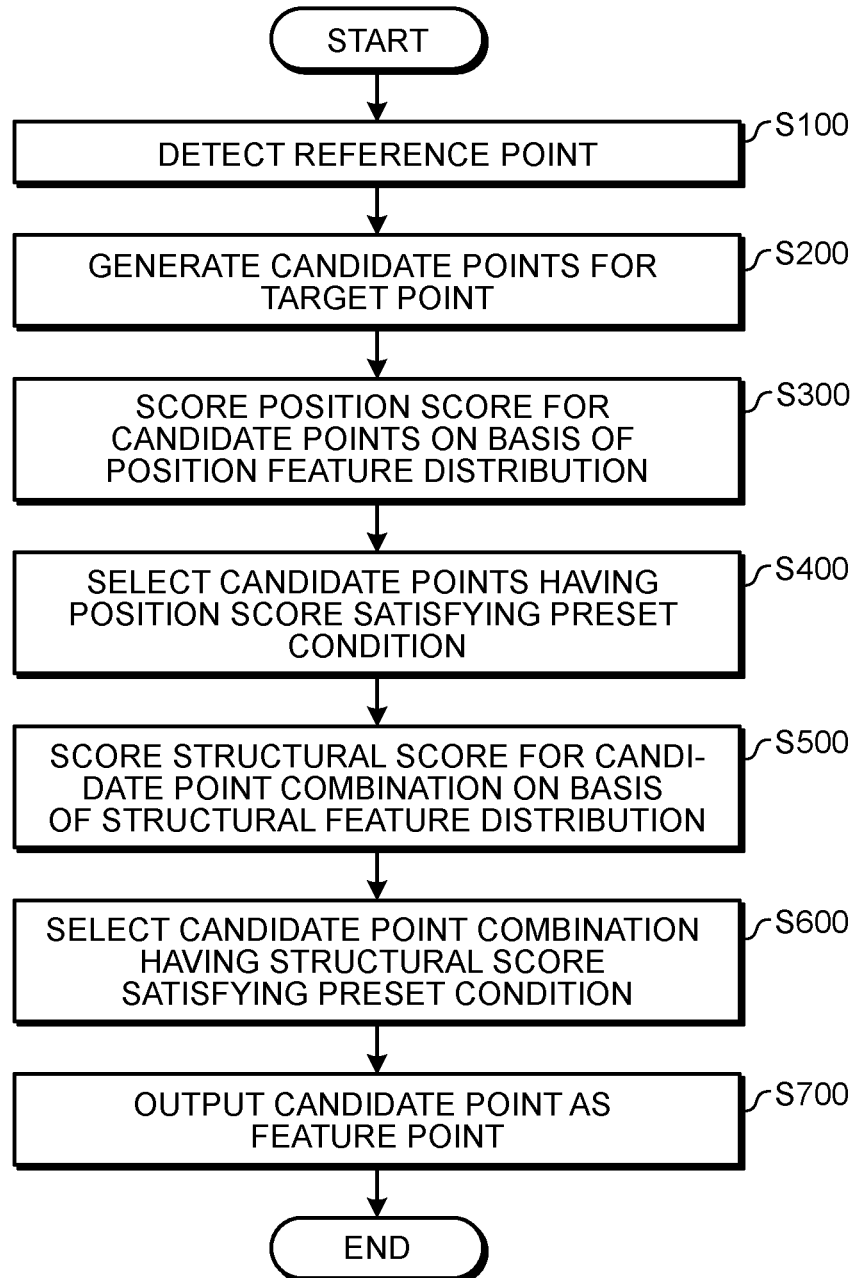 START
S100
DETECT REFERENCE POINT
S200
GENERATE CANDIDATE POINTS FOR
TARGET POINT
S300
SCORE POSITION SCORE FOR
CANDIDATE POINTS ON BASIS OF
POSITION FEATURE DISTRIBUTION
S400
SELECT CANDIDATE POINTS HAVING
POSITION SCORE SATISFYING PRESET
CONDITION
S500
SCORE STRUCTURAL SCORE FOR CANDI-
DATE POINT COMBINATION ON BASIS
OF STRUCTURAL FEATURE DISTRIBUTION
S600
SELECT CANDIDATE POINT COMBINATION
HAVING STRUCTURAL SCORE
SATISFYING PRESET CONDITION
S700
OUTPUT CANDIDATE POINT AS
FEATURE POINT
END